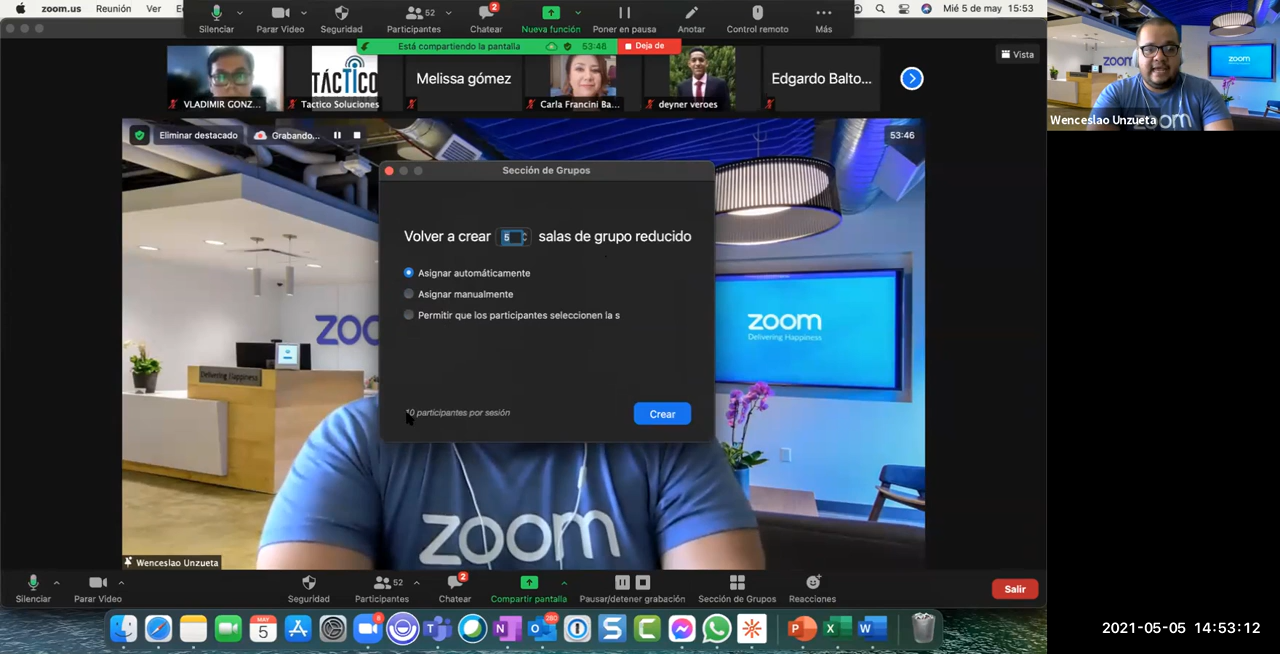 zoom.us Reunión Ver
Mié 5 de may 15:53
Silenciar Parar Video Seguridad 52 Participantes 2 Chatear Nueva función Poner en pausa Anotar Control remoto Más
Está compartiendo la pantalla 53:46 Deja de
Vista
TÁCTICO
Melissa gómez
Edgardo Balto...
VLADIMIR GONZ...
Tactico Soluciones
Carla Francini Ba...
deyner veroes
zoom
zoom
Wenceslao Unzueta
Eliminar destacado Grabando... 53:46
Sección de Grupos
Volver a crear 5 salas de grupo reducido
Asignar automáticamente
Asignar manualmente
Permitir que los participantes seleccionen la s
10 participantes por sesión
Crear
ZOO
Delivering Happiness
zoom
Delivering Happiness
zoom
Wenceslao Unzueta
Silenciar Parar Video Seguridad 52 Participantes 2 Chatear Compartir pantalla Pausar/detener grabación Sección de Grupos Reacciones Salir
MAY
5
8
280
2021-05-05 14:53:12